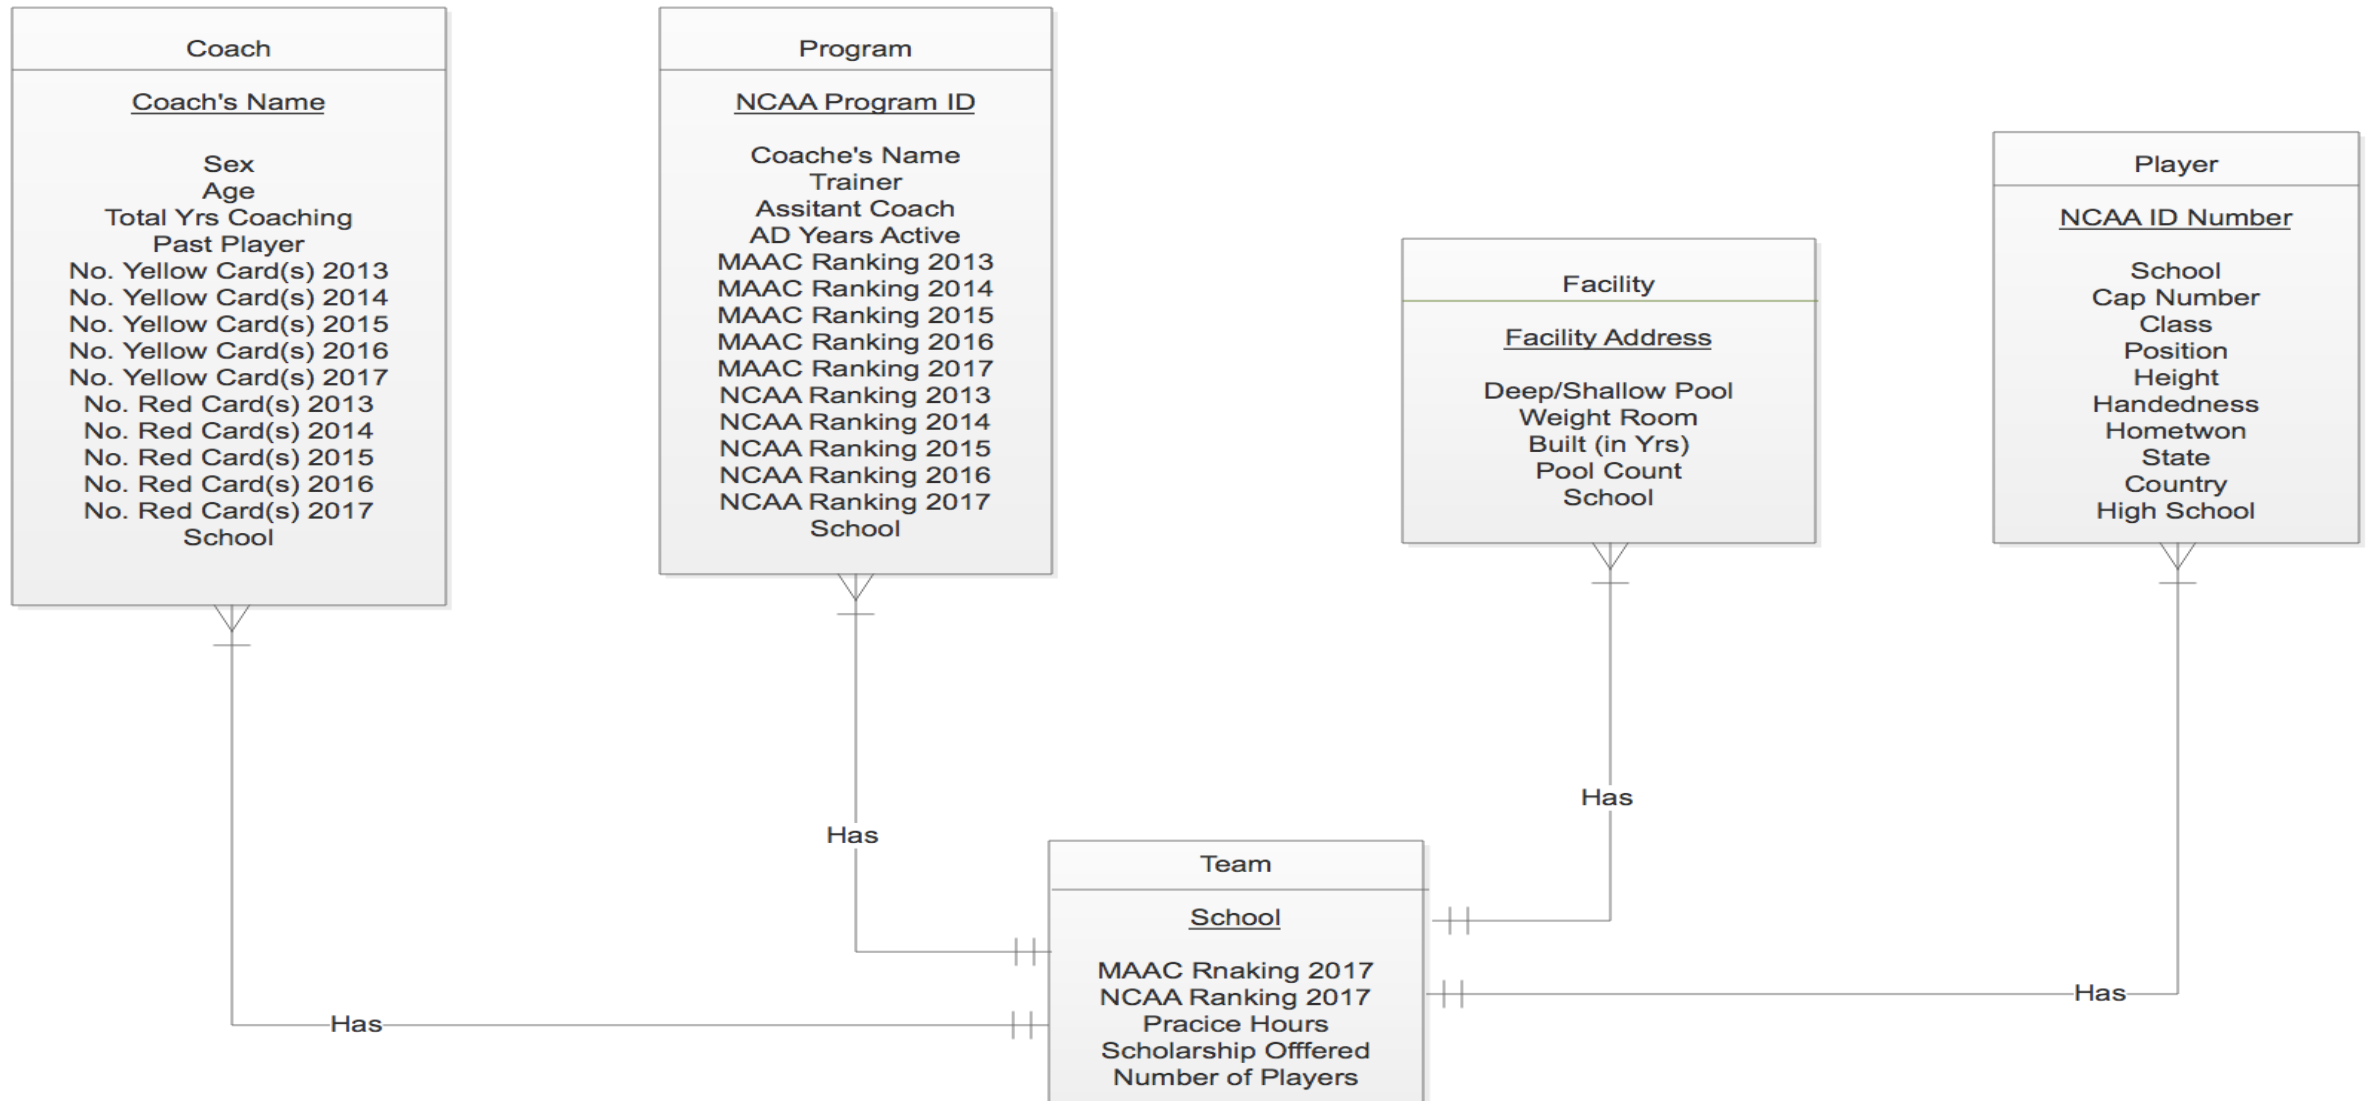 Coach
Coach's Name
Sex
Age
Total Yrs Coaching
Past Player
No. Yellow Card(s) 2013
No. Yellow Card(s) 2014
No. Yellow Card(s) 2015
No. Yellow Card(s) 2016
No. Yellow Card(s) 2017
No. Red Card(s) 2013
No. Red Card(s) 2014
No. Red Card(s) 2015
No. Red Card(s) 2016
No. Red Card(s) 2017
School
Program
NCAA Program ID
Coache's Name
Trainer
Assitant Coach
AD Years Active
MAAC Ranking 2013
MAAC Ranking 2014
MAAC Ranking 2015
MAAC Ranking 2016
MAAC Ranking 2017
NCAA Ranking 2013
NCAA Ranking 2014
NCAA Ranking 2015
NCAA Ranking 2016
NCAA Ranking 2017
School
Facility
Facility Address
Deep/Shallow Pool
Weight Room
Built (in Yrs)
Pool Count
School
Player
NCAA ID Number
School
Cap Number
Class
Position
Height
Handedness
Hometwon
State
Country
High School
Has
Has
Has
Has
Team
School
MAAC Rnaking 2017
NCAA Ranking 2017
Pracice Hours
Scholarship Offfered
Number of Players